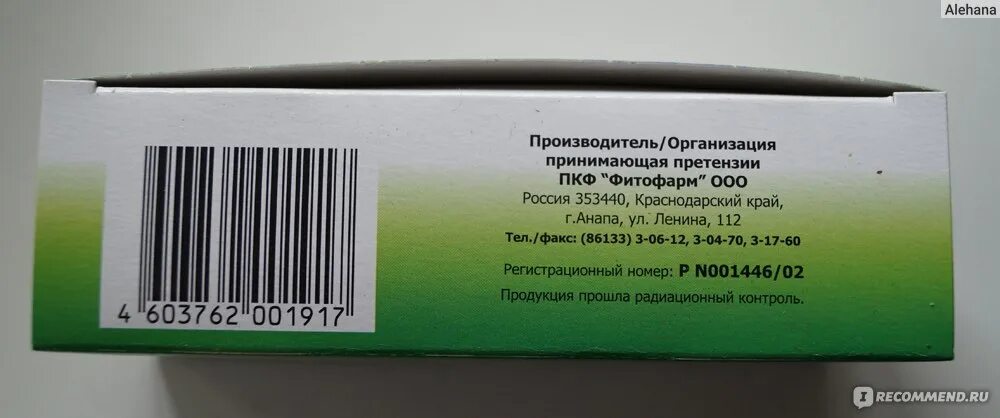 Alehana
Производитель/Организация
принимающая претензии
ПКФ "Фитофарм" ООО
Россия 353440, Краснодарский край,
г.Анапа, ул. Ленина, 112
Тел./факс: (86133) 3-06-12, 3-04-70, 3-17-60
Регистрационный номер: Р N001446/02
Продукция прошла радиационный контроль.
4 603762 001917
IRECOMMEND.RU